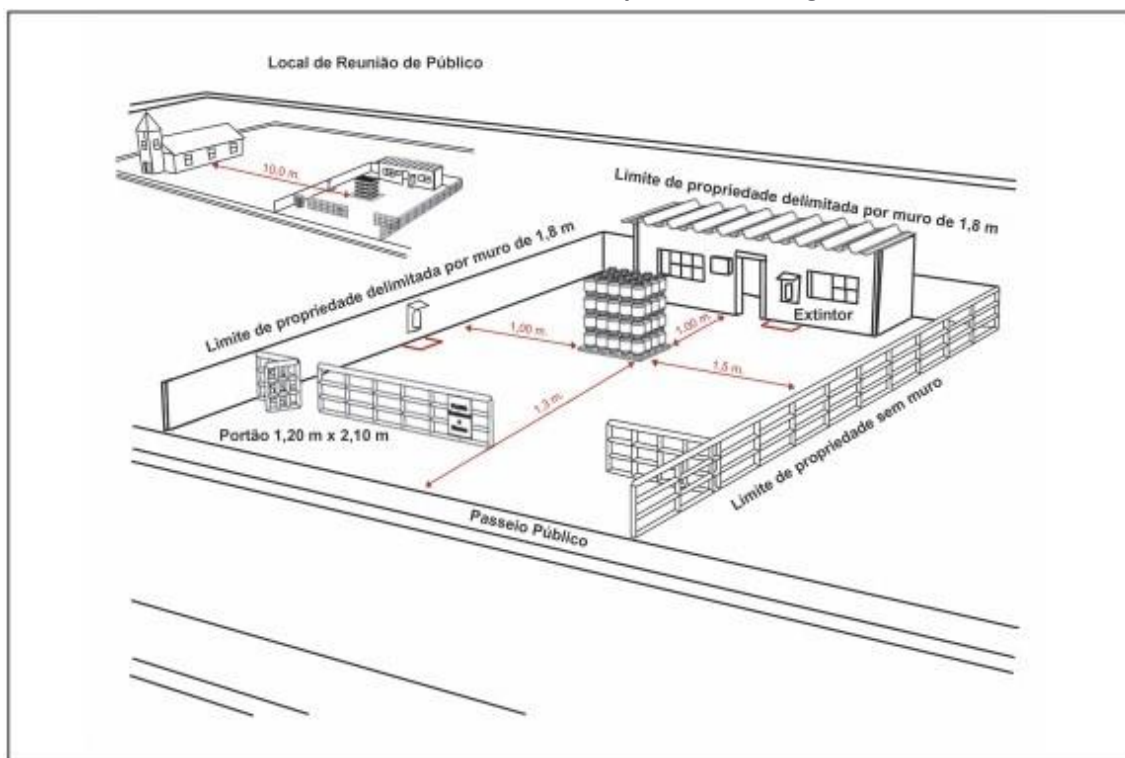 Local de Reunião de Público
10,0 m.
Limite de propriedade delimitada por muro de 1,8 m
Limite de propriedade delimitada por muro de 1,8 m
Extintor
1,00 m.
1,00 m.
1,5 m.
1,3 m.
Portão 1,20 m x 2,10 m
Limite de propriedade sem muro
Passeio Público